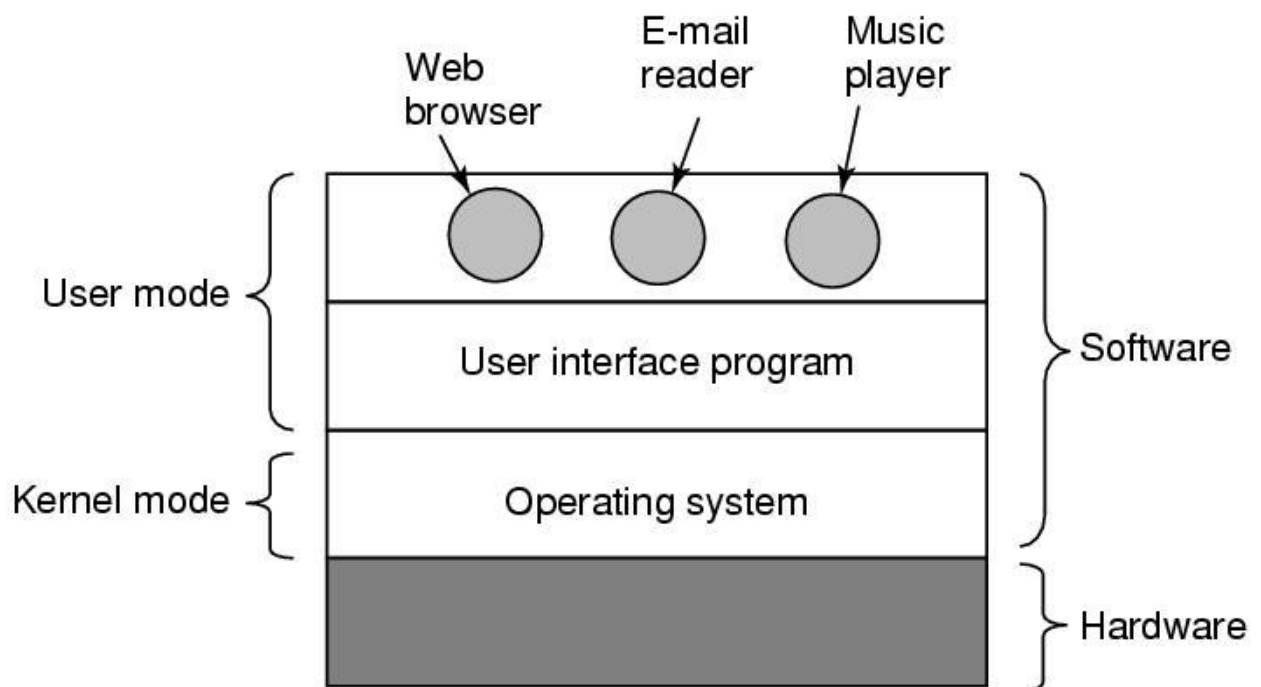 Web
browser
E-mail
reader
Music
player
User mode
User interface program
Software
Kernel mode
Operating system
Hardware